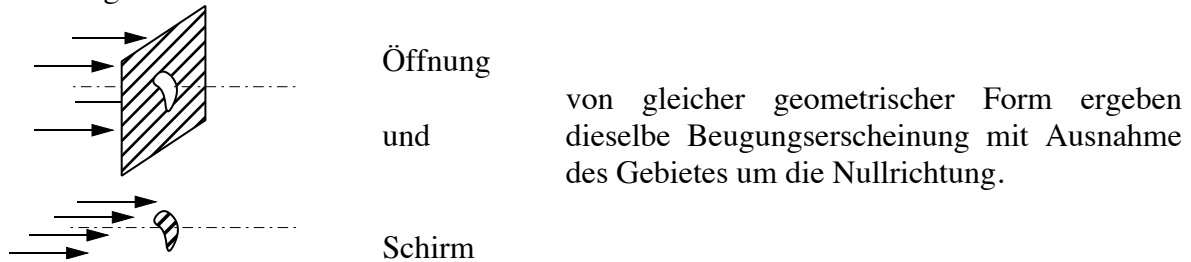 Öffnung
und
Schirm
von gleicher geometrischer Form ergeben
dieselbe Beugungserscheinung mit Ausnahme
des Gebietes um die Nullrichtung.